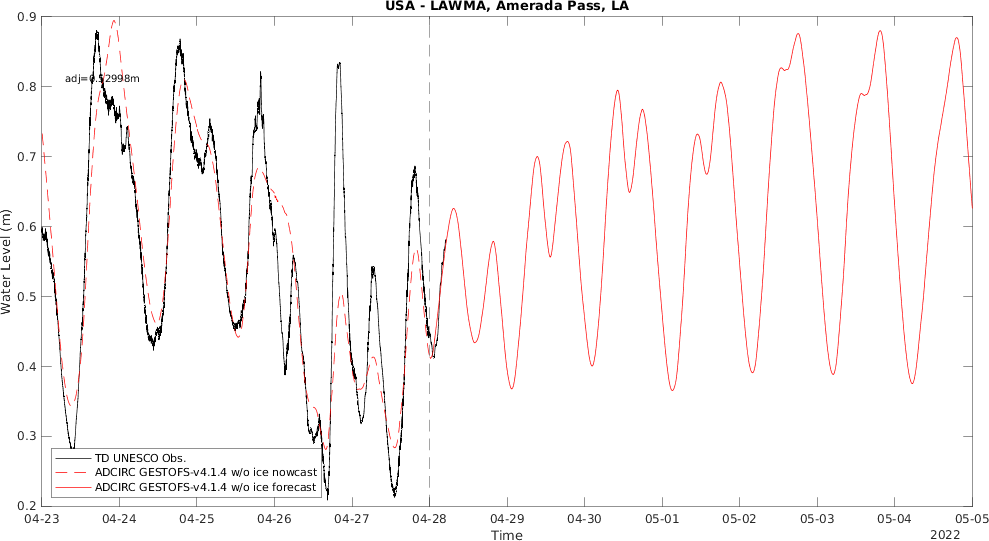 USA - LAWMA, Amerada Pass, LA
adj=0.52998m
Water Level (m)
0.9
0.8
0.7
0.6
0.5
0.4
0.3
0.2
TD UNESCO Obs.
ADCIRC GESTOFS-v4.1.4 w/o ice nowcast
ADCIRC GESTOFS-v4.1.4 w/o ice forecast
04-23 04-24 04-25 04-26 04-27 04-28 04-29 04-30 05-01 05-02 05-03 05-04 05-05
Time
2022